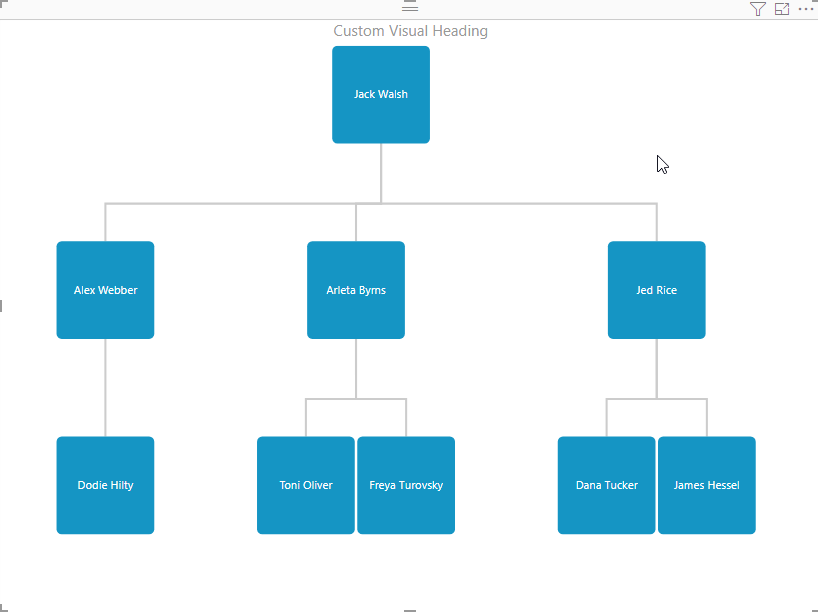 Custom Visual Heading
Jack Walsh
Alex Webber
Arleta Byrns
Jed Rice
Dodie Hilty
Toni Oliver
Freya Turovsky
Dana Tucker
James Hessel